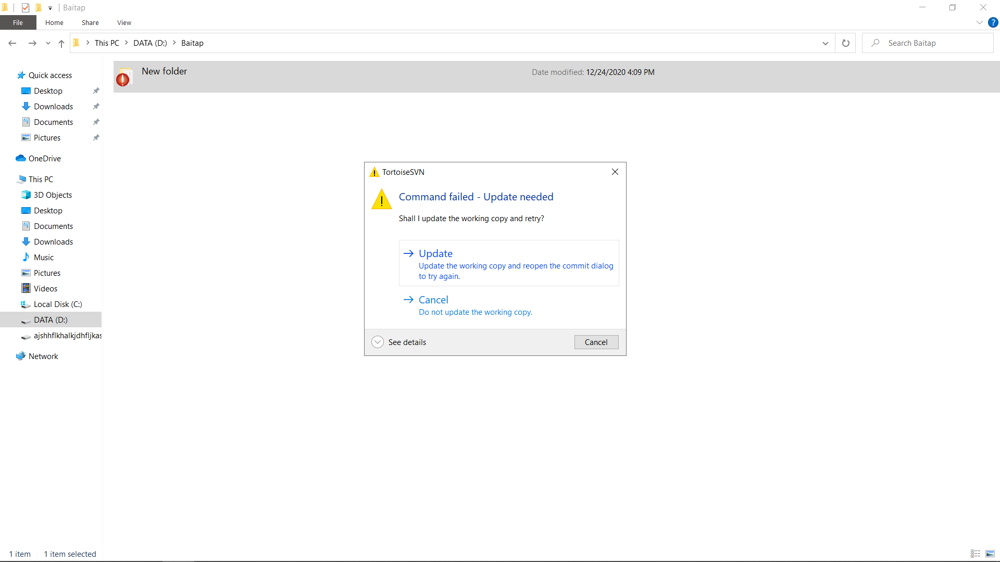 Baitap
File Home Share View
This PC DATA (D:) Baitap
Search Baitap
New folder
Date modified: 12/24/2020 4:09 PM
Quick access
Desktop
Downloads
Documents
Pictures
OneDrive
This PC
3D Objects
Desktop
Documents
Downloads
Music
Pictures
Videos
Local Disk (C:)
DATA (D:)
ajshhflkhalkjdhfljkas
Network
TortoiseSVN
Command failed - Update needed
Shall I update the working copy and retry?
Update
Update the working copy and reopen the commit dialog
to try again.
Cancel
Do not update the working copy.
See details
Cancel
1 item 1 item selected